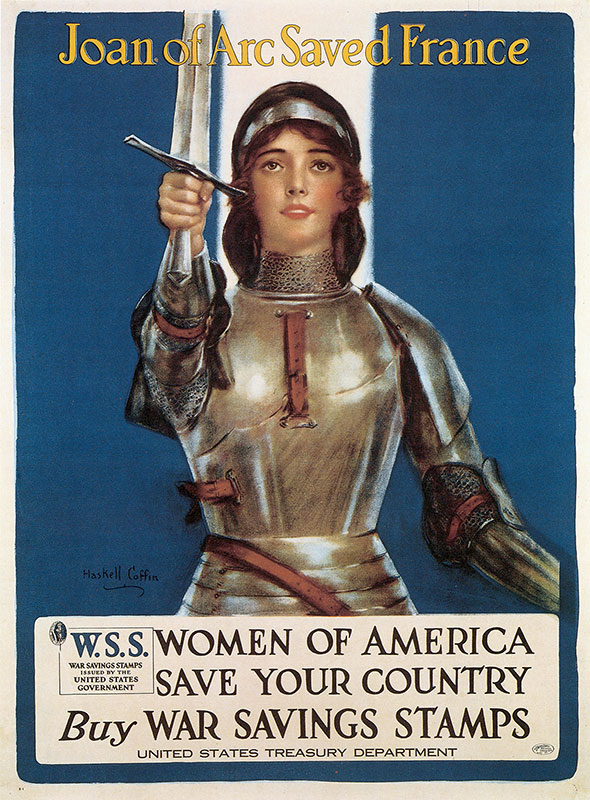 Joan of Arc Saved France
Haskell Coffin
W.S.S.
WAR SAVINGS STAMPS
ISSUED BY THE
UNITED STATES
GOVERNMENT
WOMEN OF AMERICA
SAVE YOUR COUNTRY
Buy WAR SAVINGS STAMPS
UNITED STATES TREASURY DEPARTMENT